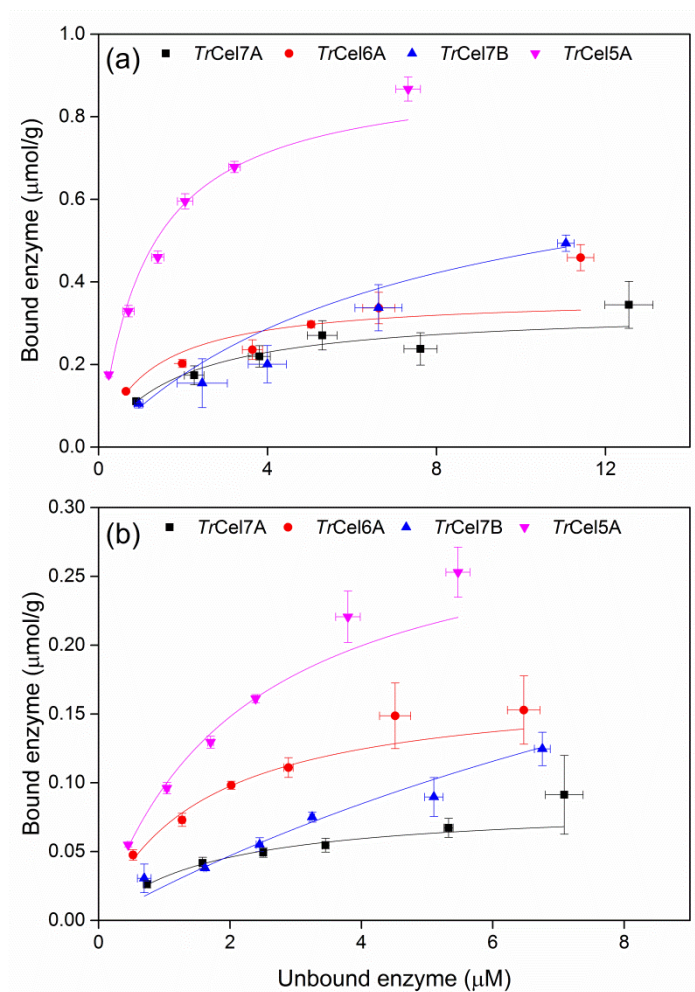 (a) TrCel7A TrCel6A TrCel7B TrCel5A
1.0
0.8
0.6
0.4
0.2
0.0
Bound enzyme (μmol/g)
0 4 8 12
(b) TrCel7A TrCel6A TrCel7B TrCel5A
0.30
0.25
0.20
0.15
0.10
0.05
0.00
Bound enzyme (μmol/g)
0 2 4 6 8
Unbound enzyme (μM)